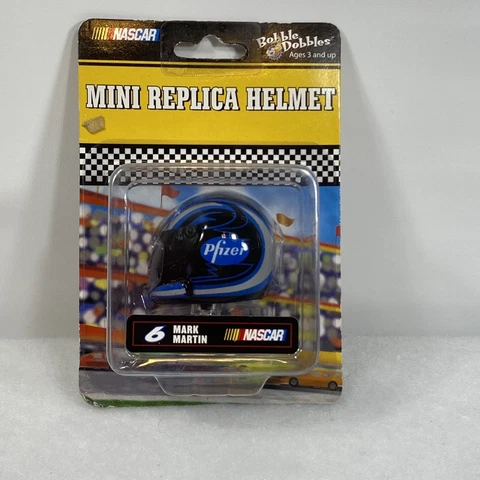 NASCAR
Bobble
Dobbles
Ages 3 and up
MINI REPLICA HELMET
Pfizer
6 MARK MARTIN NASCAR